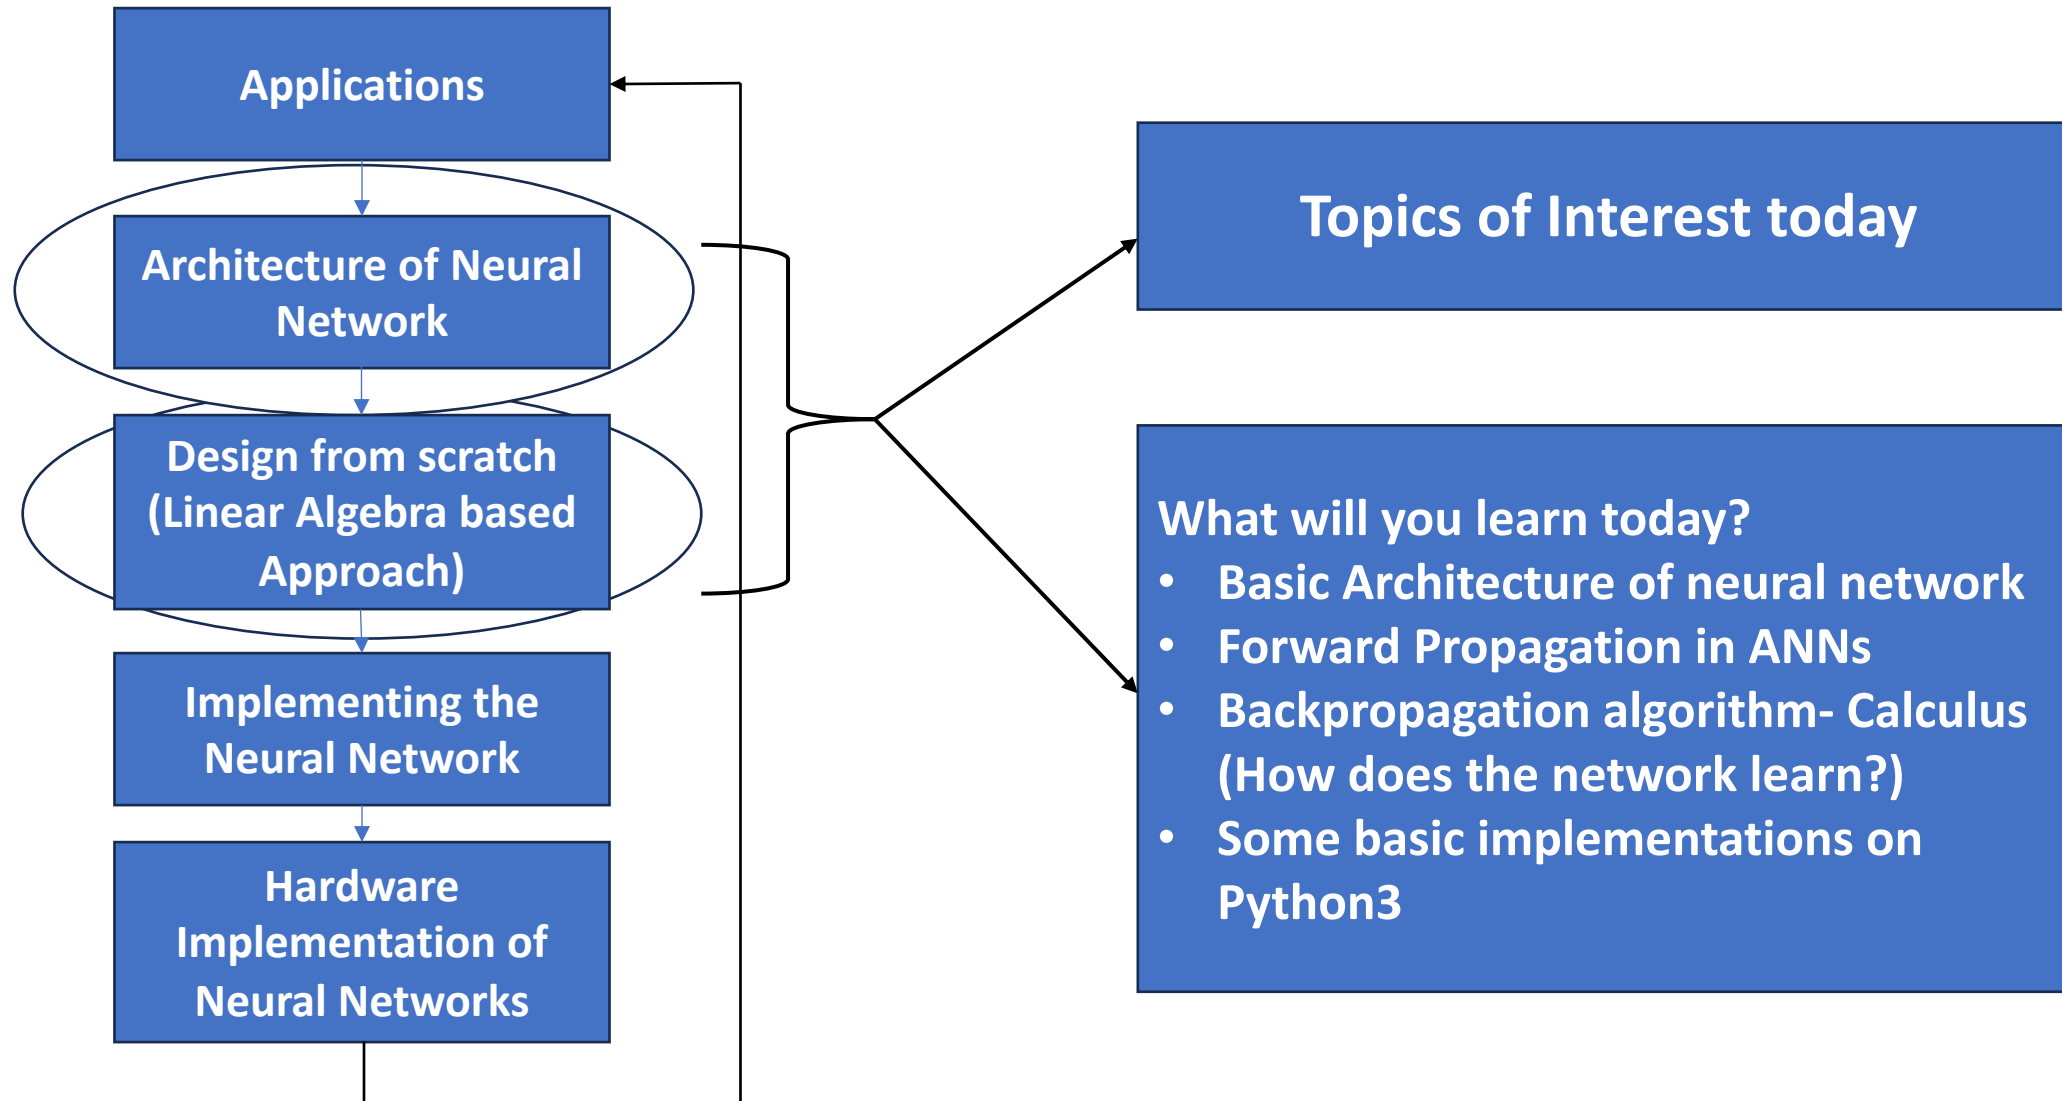 Applications
Architecture of Neural
Network
Design from scratch
(Linear Algebra based
Approach)
Implementing the
Neural Network
Hardware
Implementation of
Neural Networks
Topics of Interest today
What will you learn today?
• Basic Architecture of neural network
• Forward Propagation in ANNs
• Backpropagation algorithm- Calculus
(How does the network learn?)
• Some basic implementations on
Python3